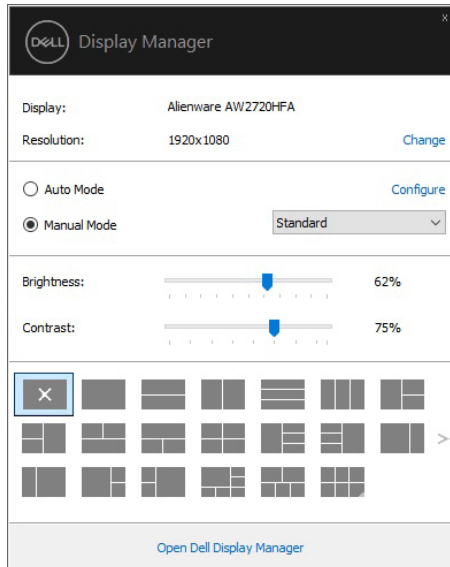 x
DELL Display Manager
Display: Alienware AW2720HFA
Resolution: 1920x1080 Change
Auto Mode Configure
Manual Mode Standard
Brightness: 62%
Contrast: 75%
Open Dell Display Manager